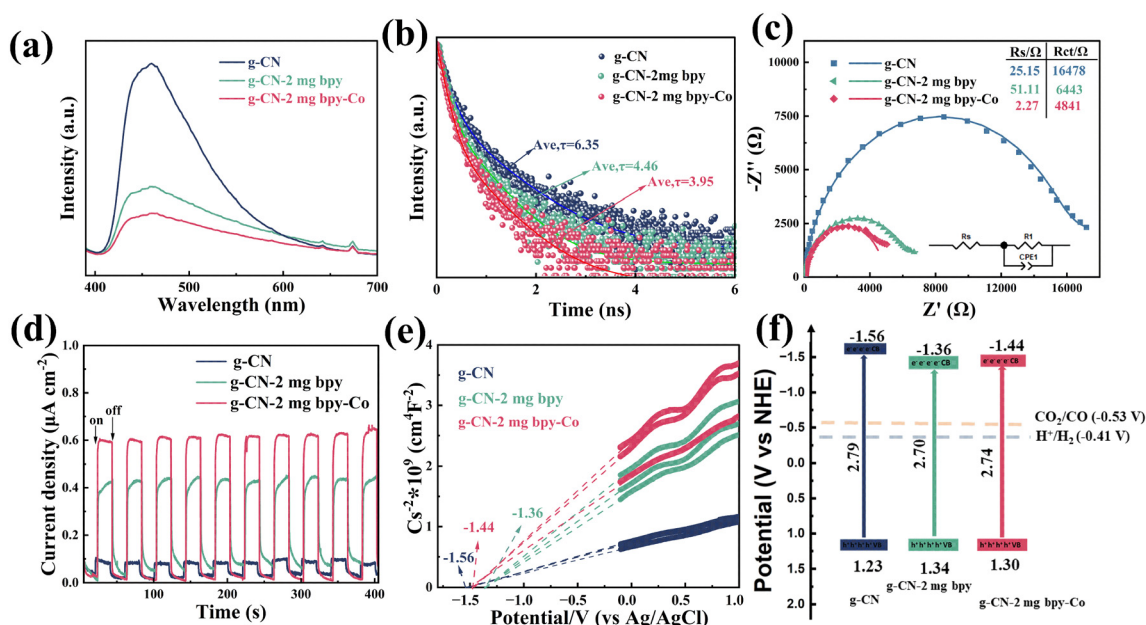 (a)
g-CN
g-CN-2 mg bpy
g-CN-2 mg bpy-Co
Intensity (a.u.)
400 500 600 700
Wavelength (nm)
(b)
g-CN
g-CN-2mg bpy
g-CN-2 mg bpy-Co
Ave,τ=6.35
Ave,τ=4.46
Ave,τ=3.95
Intensity (a.u.)
0 2 4 6
Time (ns)
(c)
g-CN
g-CN-2 mg bpy
g-CN-2 mg bpy-Co
Rs/Ω Rct/Ω
25.15 16478
51.11 6443
2.27 4841
-Z'' (Ω)
10000
7500
5000
2500
0
Rs
R1
CPE1
0 4000 8000 12000 16000
Z' (Ω)
(d)
g-CN
g-CN-2 mg bpy
g-CN-2 mg bpy-Co
on off
Current density (μA cm-2)
1.0
0.8
0.6
0.4
0.2
0.0
0 100 200 300 400
Time (s)
(e)
g-CN
g-CN-2 mg bpy
g-CN-2 mg bpy-Co
Cs-2*109 (cm4F-2)
4
3
2
1
0
-1.36
-1.44
-1.56
-1.5 -1.0 -0.5 0.0 0.5 1.0
Potential/V (vs Ag/AgCl)
(f)
Potential (V vs NHE)
-1.5
-1.0
-0.5
0.0
0.5
1.0
1.5
2.0
-1.56
-1.36
-1.44
e- e- e- e- CB
e- e- e- e- CB
e- e- e- e- CB
CO2/CO (-0.53 V)
H+/H2 (-0.41 V)
2.79
2.70
2.74
h+ h+ h+ h+ VB
h+ h+ h+ h+ VB
h+ h+ h+ h+ VB
1.23
1.34
1.30
g-CN
g-CN-2 mg bpy
g-CN-2 mg bpy-Co